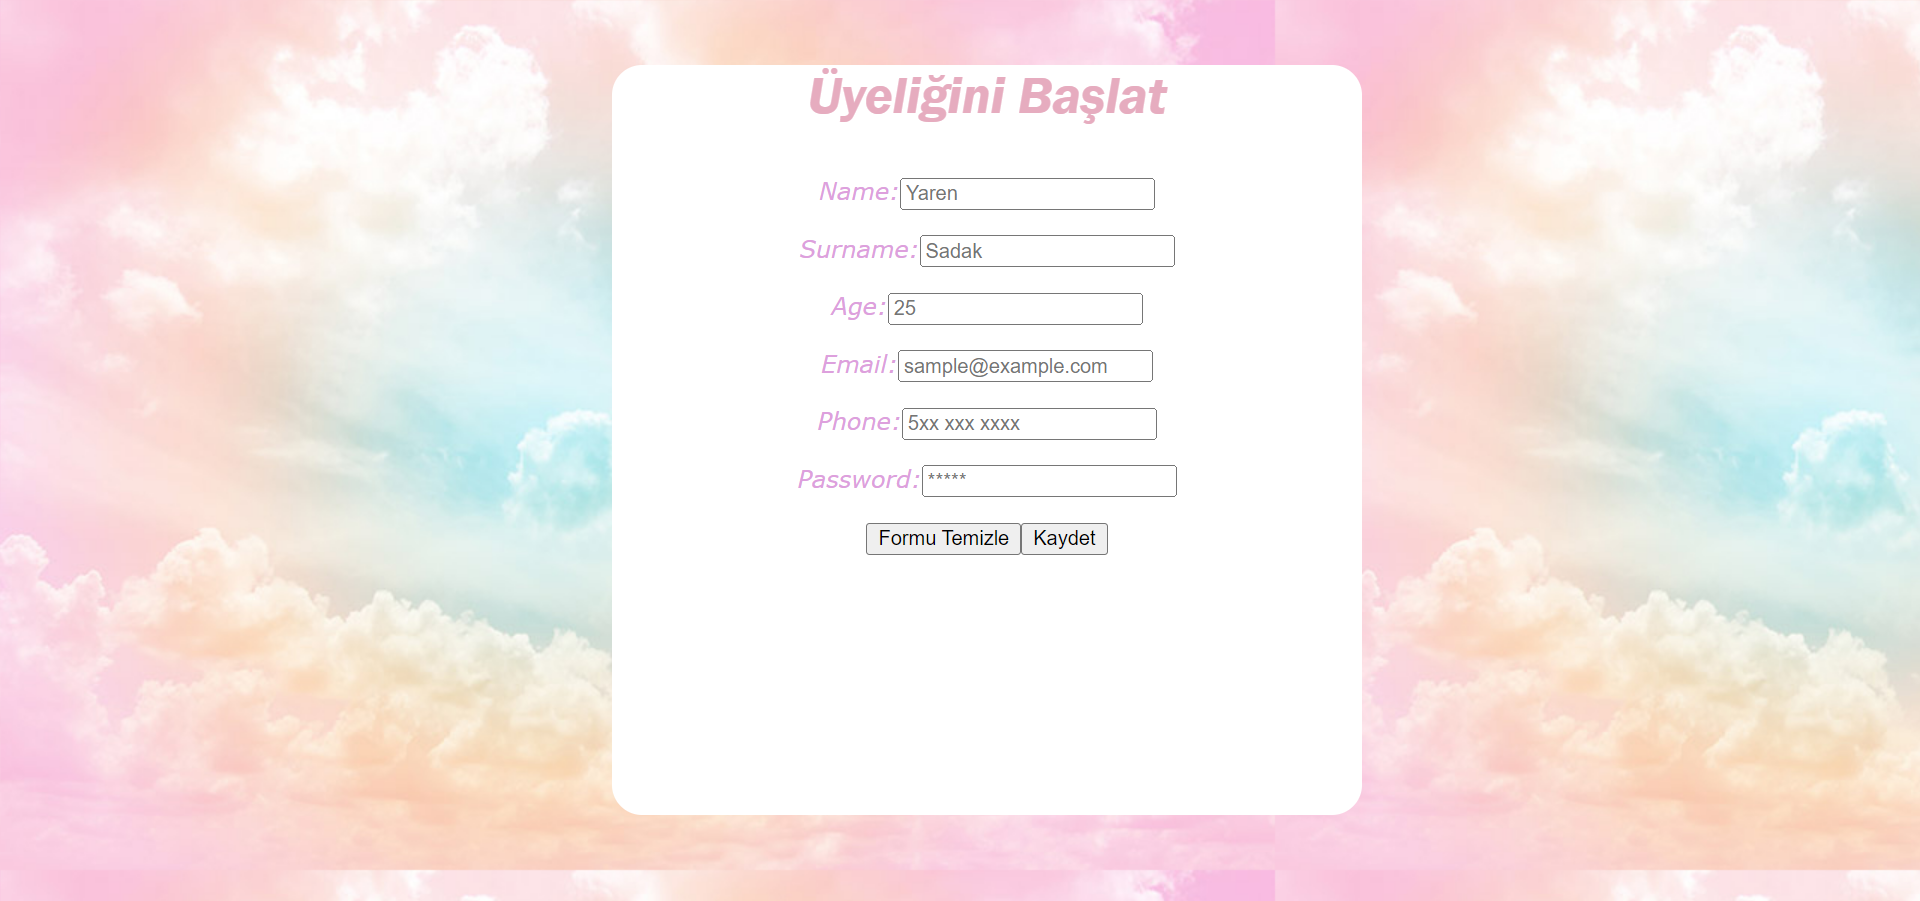 Üyeliğini Başlat
Name: Yaren
Surname: Sadak
Age: 25
Email: sample@example.com
Phone: 5xx xxx xxxx
Password: *****
Formu Temizle Kaydet